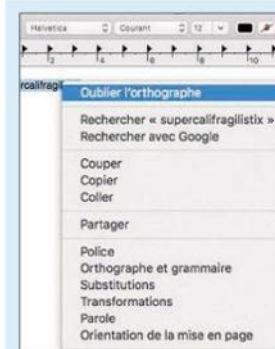 Helvetica Courant 12
2 4 6 8 10
rcalifragili
Oublier l'orthographe
Rechercher « supercalifragilistix »
Rechercher avec Google
Couper
Copier
Coller
Partager
Police
Orthographe et grammaire
Substitutions
Transformations
Parole
Orientation de la mise en page